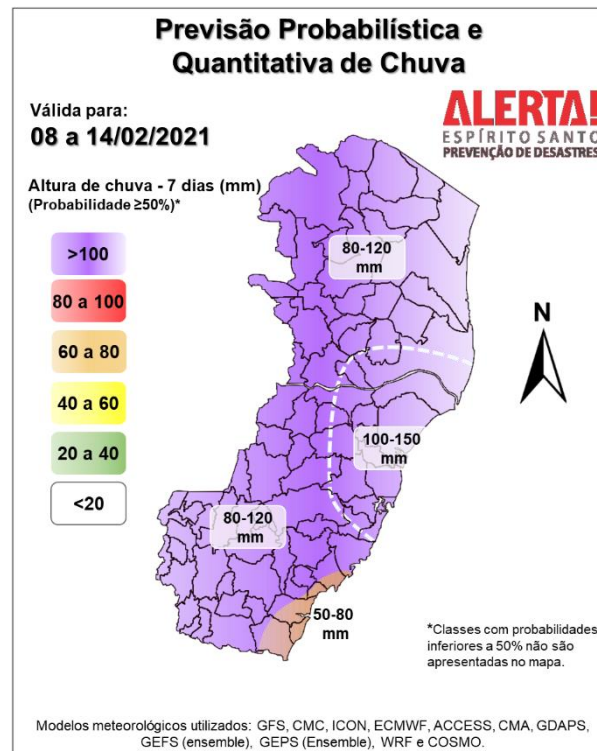 Previsão Probabilística e
Quantitativa de Chuva
Válida para:
08 a 14/02/2021
ALERTA!
ESPÍRITO SANTO
PREVENÇÃO DE DESASTRES
Altura de chuva - 7 dias (mm)
(Probabilidade ≥50%)*
>100
80 a 100
60 a 80
40 a 60
20 a 40
<20
80-120
mm
N
100-150
mm
80-120
mm
50-80
mm
*Classes com probabilidades
inferiores a 50% não são
apresentadas no mapa.
Modelos meteorológicos utilizados: GFS, CMC, ICON, ECMWF, ACCESS, CMA, GDAPS,
GEFS (ensemble), GEPS (Ensemble), WRF e COSMO.